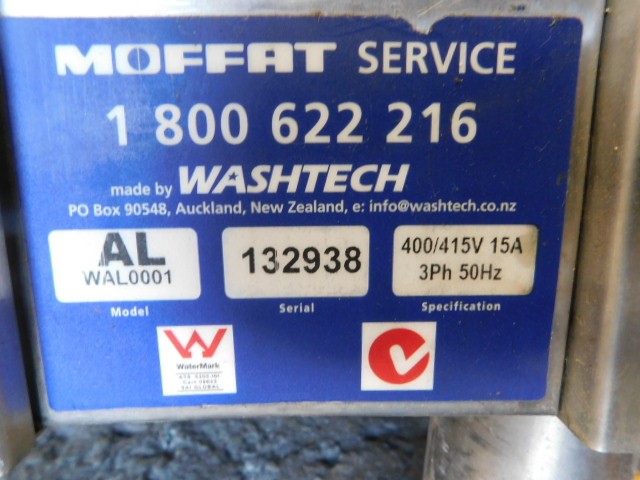 MOFFAT SERVICE
1 800 622 216
made by WASHTECH
PO Box 90548, Auckland, New Zealand, e: info@washtech.co.nz
AL
WAL0001
Model
132938
Serial
400/415V 15A
3Ph 50Hz
Specification
WaterMark
GLOBAL